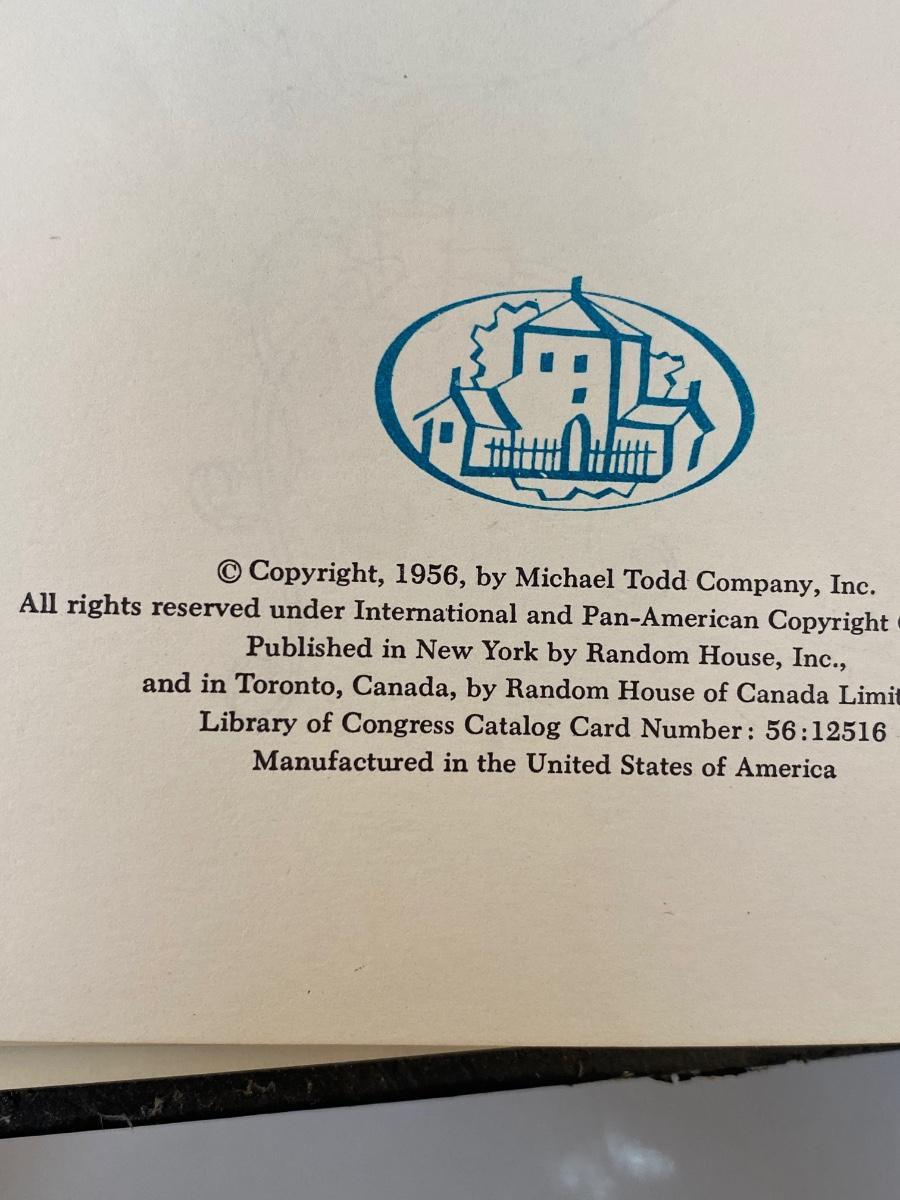 © Copyright, 1956, by Michael Todd Company, Inc.
All rights reserved under International and Pan-American Copyright
Published in New York by Random House, Inc.,
and in Toronto, Canada, by Random House of Canada
Library of Congress Catalog Card Number: 56:12516
Manufactured in the United States of America